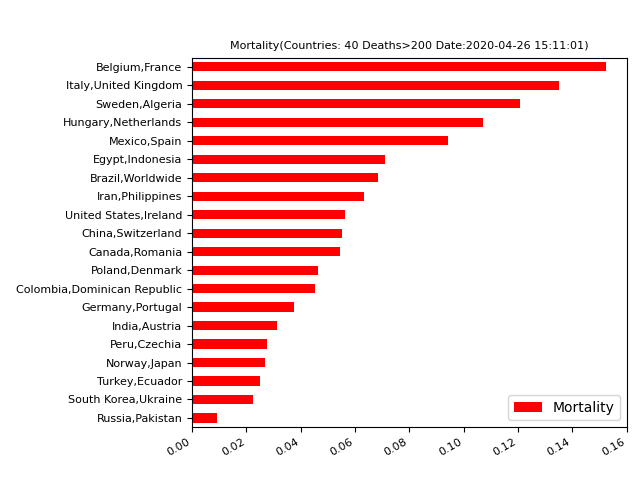 Mortality(Countries: 40 Deaths>200 Date:2020-04-26 15:11:01)
Belgium,France
Italy,United Kingdom
Sweden,Algeria
Hungary,Netherlands
Mexico,Spain
Egypt,Indonesia
Brazil,Worldwide
Iran,Philippines
United States,Ireland
China,Switzerland
Canada,Romania
Poland,Denmark
Colombia,Dominican Republic
Germany,Portugal
India,Austria
Peru,Czechia
Norway,Japan
Turkey,Ecuador
South Korea,Ukraine
Russia,Pakistan
Mortality
0.00 0.02 0.04 0.06 0.08 0.10 0.12 0.14 0.16